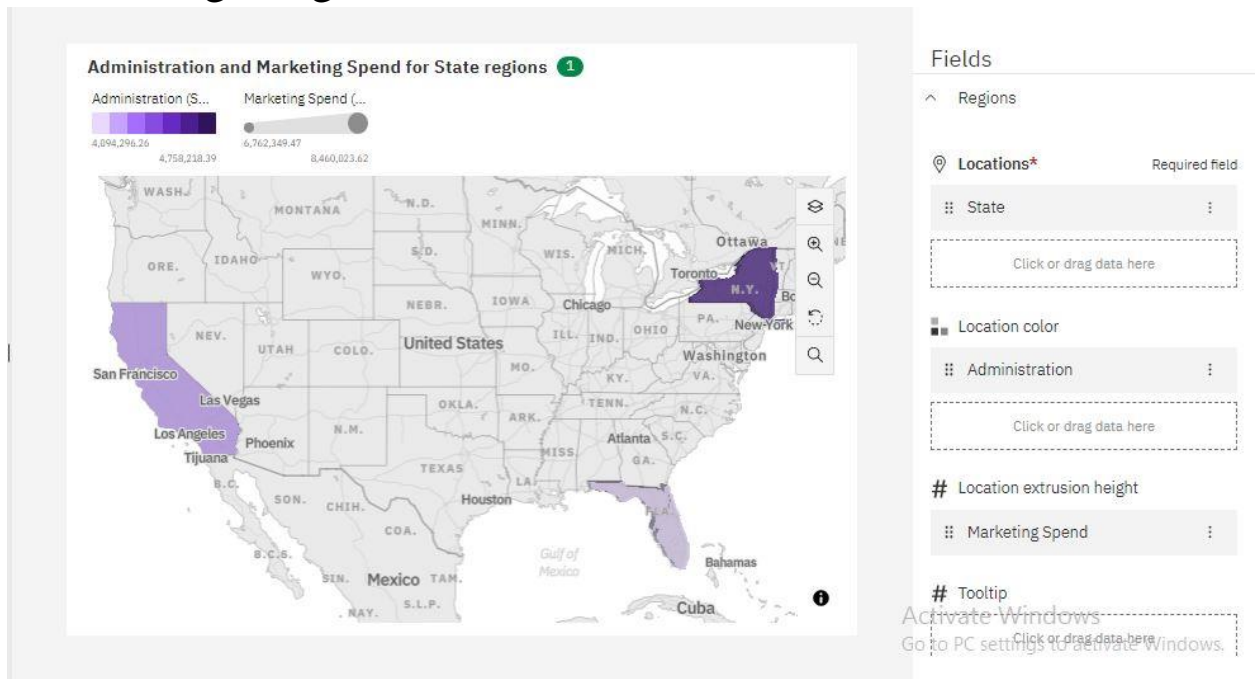 Administration and Marketing Spend for State regions 1
Administration (S...
Marketing Spend (...
4,094,296.26
4,758,218.39
6,762,349.47
8,460,023.62
WASH.
MONTANA
N.D.
MINN.
Ottawa
ORE.
IDAHO
S.D.
WIS.
MICH.
VT
WYO.
Toronto
N.Y.
NEBR.
IOWA
Chicago
NEV.
UTAH
COLO.
United States
ILL.
IND.
OHIO
PA.
New-York
Washington
San Francisco
MO.
KY.
VA.
Las Vegas
OKLA.
ARK.
TENN.
N.C.
Los Angeles
Phoenix
N.M.
Atlanta
S.C.
Tijuana
MISS.
GA.
B.C.
TEXAS
LA.
SON.
CHIH.
Houston
FLA.
COA.
B.C.S.
Gulf of
Mexico
Bahamas
SIN.
Mexico
TAM.
NAY.
S.L.P.
Cuba
Fields
Regions
Locations*
Required field
State
Click or drag data here
Location color
Administration
Click or drag data here
Location extrusion height
Marketing Spend
Tooltip
Click or drag data here
Activate Windows
Go to PC settings to activate Windows.